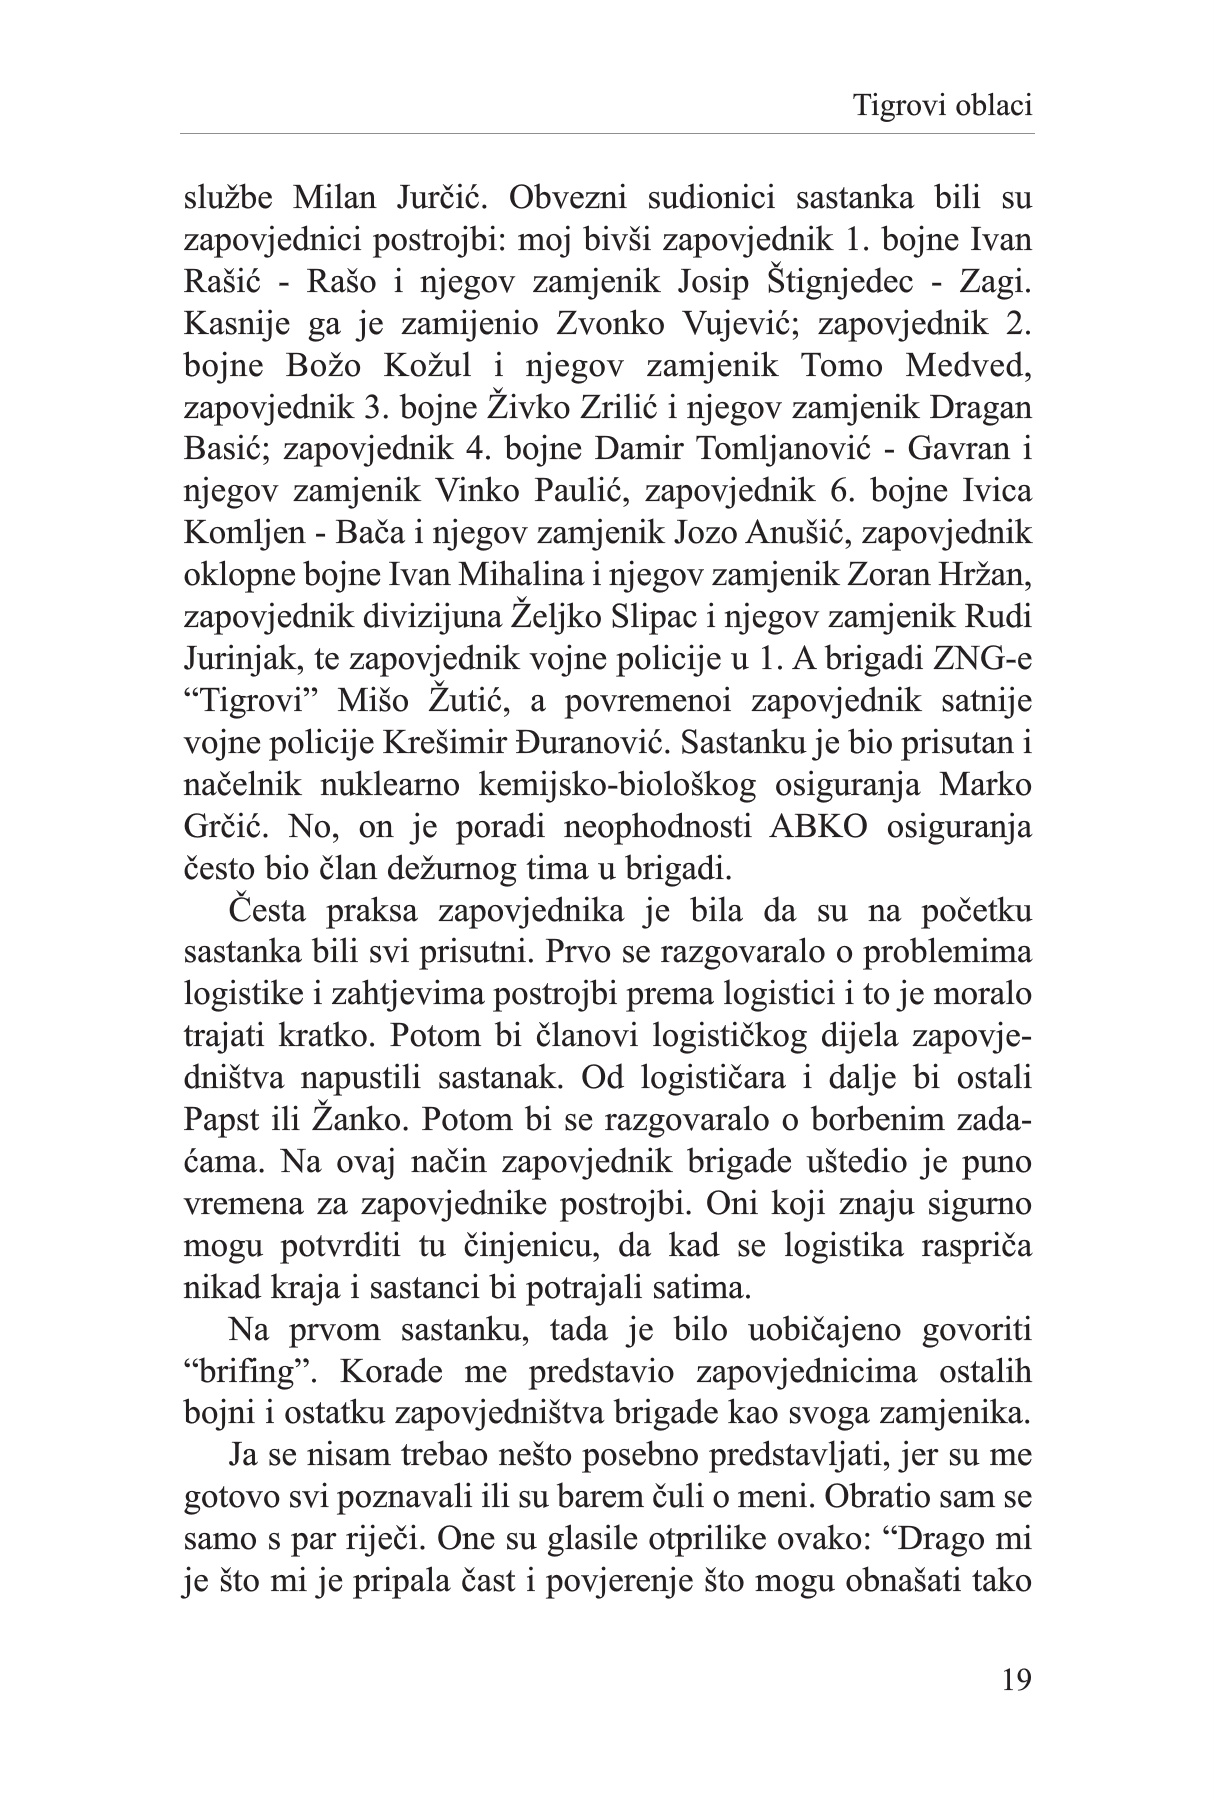 Tigrovi oblaci
službe Milan Jurčić. Obvezni sudionici sastanka bili su
zapovjednici postrojbi: moj bivši zapovjednik 1. bojne Ivan
Rašić - Rašo i njegov zamjenik Josip Štignjedec - Zagi.
Kasnije ga je zamijenio Zvonko Vujević; zapovjednik 2.
bojne Božo Kožul i njegov zamjenik Tomo Medved,
zapovjednik 3. bojne Živko Zrilić i njegov zamjenik Dragan
Basić; zapovjednik 4. bojne Damir Tomljanović - Gavran i
njegov zamjenik Vinko Paulić, zapovjednik 6. bojne Ivica
Komljen - Bača i njegov zamjenik Jozo Anušić, zapovjednik
oklopne bojne Ivan Mihalina i njegov zamjenik Zoran Hržan,
zapovjednik divizijuna Željko Slipac i njegov zamjenik Rudi
Jurinjak, te zapovjednik vojne policije u 1. A brigadi ZNG-e
“Tigrovi” Mišo Žutić, a povremenoi zapovjednik satnije
vojne policije Krešimir Đuranović. Sastanku je bio prisutan i
načelnik nuklearno kemijsko-biološkog osiguranja Marko
Grčić. No, on je poradi neophodnosti ABKO osiguranja
često bio član dežurnog tima u brigadi.
Česta praksa zapovjednika je bila da su na početku
sastanka bili svi prisutni. Prvo se razgovaralo o problemima
logistike i zahtjevima postrojbi prema logistici i to je moralo
trajati kratko. Potom bi članovi logističkog dijela zapovje-
dništva napustili sastanak. Od logističara i dalje bi ostali
Papst ili Žanko. Potom bi se razgovaralo o borbenim zada-
ćama. Na ovaj način zapovjednik brigade uštedio je puno
vremena za zapovjednike postrojbi. Oni koji znaju sigurno
mogu potvrditi tu činjenicu, da kad se logistika raspriča
nikad kraja i sastanci bi potrajali satima.
Na prvom sastanku, tada je bilo uobičajeno govoriti
“brifing”. Korade me predstavio zapovjednicima ostalih
bojni i ostatku zapovjedništva brigade kao svoga zamjenika.
Ja se nisam trebao nešto posebno predstavljati, jer su me
gotovo svi poznavali ili su barem čuli o meni. Obratio sam se
samo s par riječi. One su glasile otprilike ovako: “Drago mi
je što mi je pripala čast i povjerenje što mogu obnašati tako
19